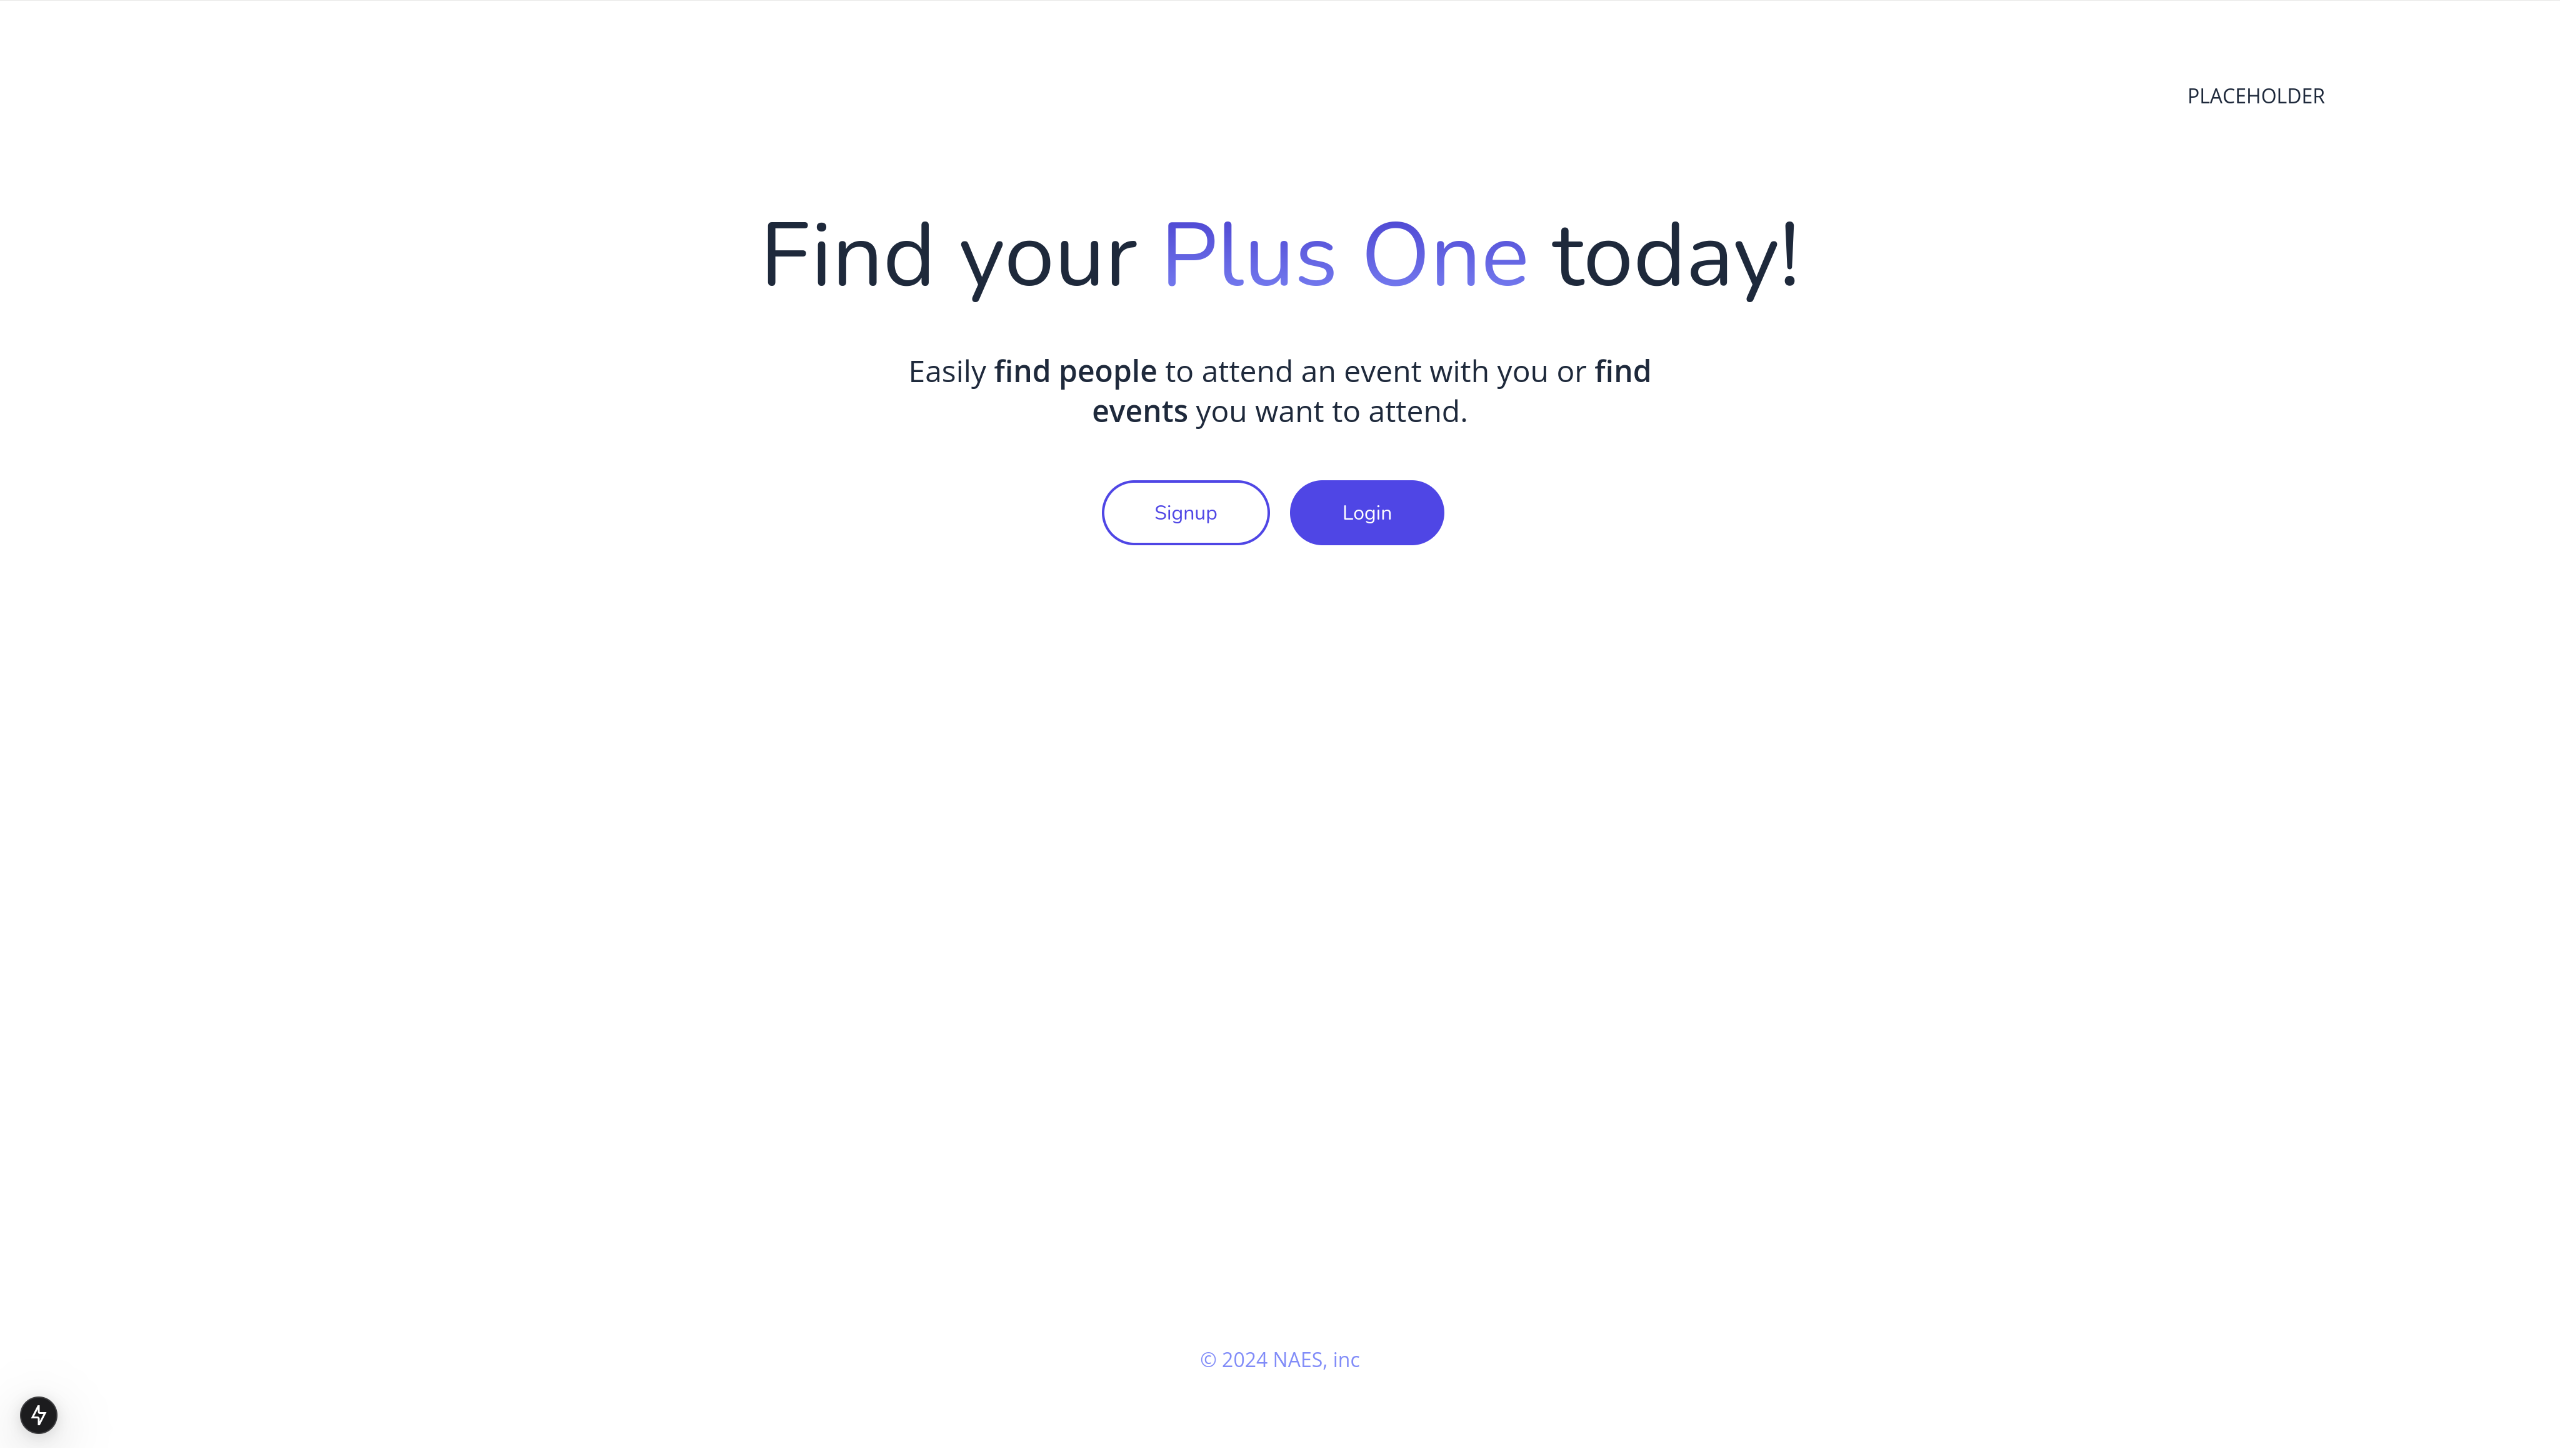 PLACEHOLDER
Find your Plus One today!
Easily find people to attend an event with you or find
events you want to attend.
Signup
Login
© 2024 NAES, inc